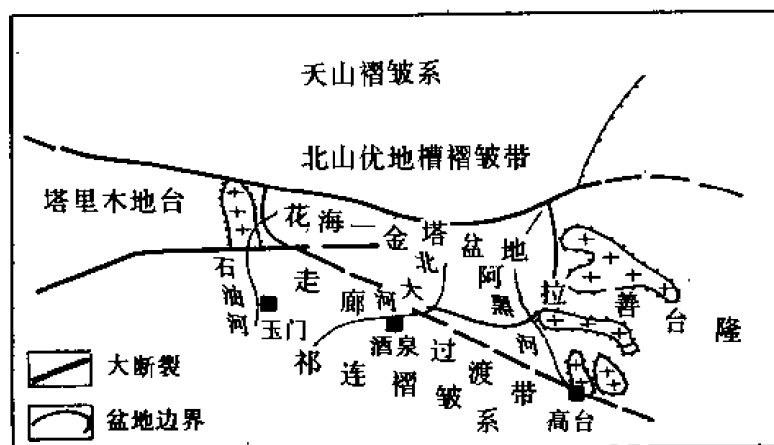 天山褶皱系
北山优地槽褶皱带
塔里木地台
花海—金塔盆地
石油河
走廊过渡带
北大河
阿拉善台隆
黑河
玉门
酒泉
祁连褶皱系
高台
大断裂
盆地边界